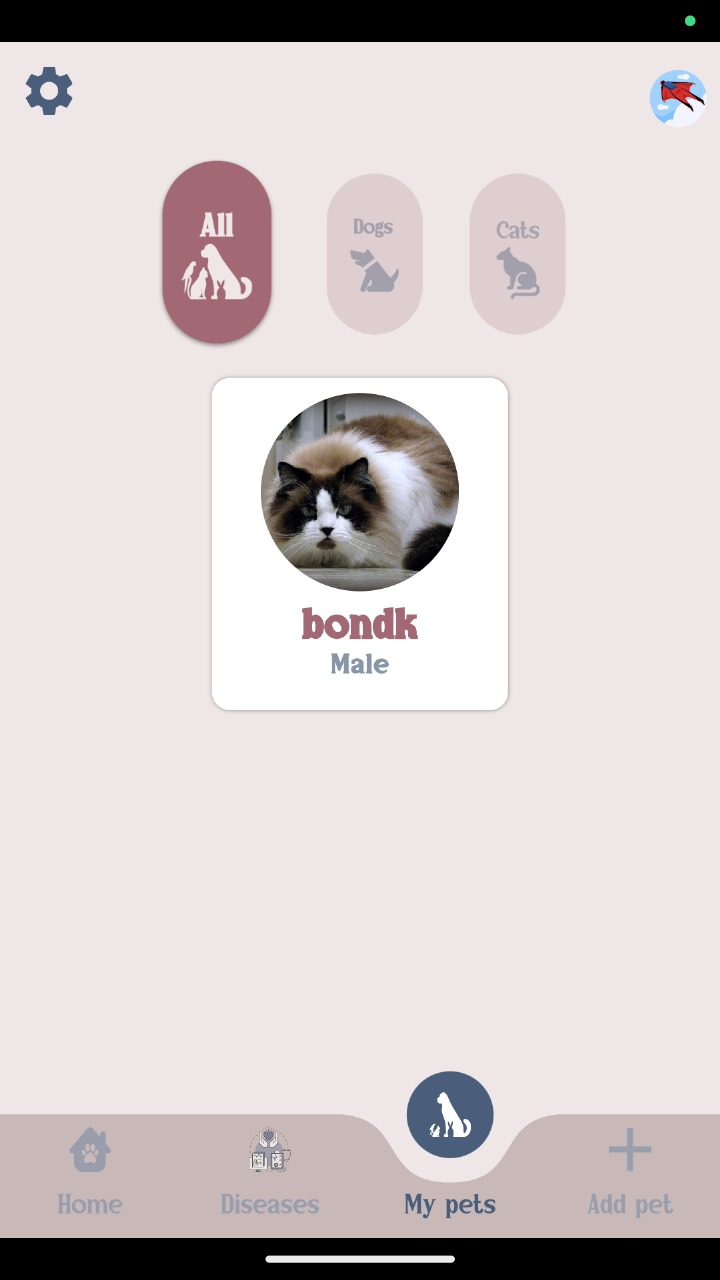 All
Dogs
Cats
bondk
Male
Home
Diseases
My pets
Add pet